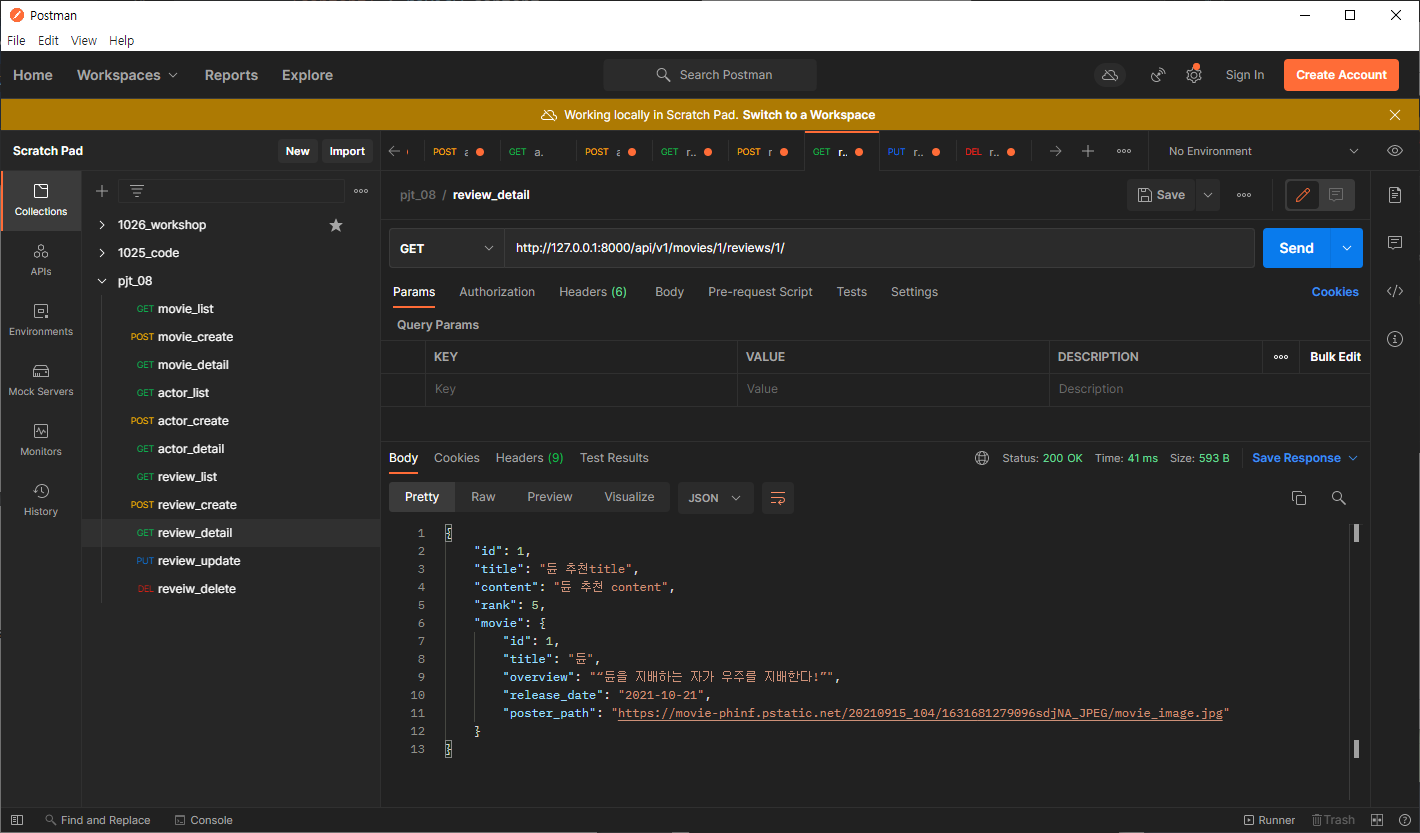 Postman
File Edit View Help
Home Workspaces Reports Explore Search Postman Sign In Create Account
Working locally in Scratch Pad. Switch to a Workspace
Scratch Pad New Import
POST a GET a. POST a GET r.. POST r GET r.. PUT r.. DEL r.. No Environment
Collections
APIs
Environments
Mock Servers
Monitors
History
1026_workshop
1025_code
pjt_08
GET movie_list
POST movie_create
GET movie_detail
GET actor_list
POST actor_create
GET actor_detail
GET review_list
POST review_create
GET review_detail
PUT review_update
DEL reveiw_delete
pjt_08 / review_detail Save
GET http://127.0.0.1:8000/api/v1/movies/1/reviews/1/ Send
Params Authorization Headers (6) Body Pre-request Script Tests Settings Cookies
Query Params
KEY VALUE DESCRIPTION Bulk Edit
Key Value Description
Body Cookies Headers (9) Test Results Status: 200 OK Time: 41 ms Size: 593 B Save Response
Pretty Raw Preview Visualize JSON
1 {
2 "id": 1,
3 "title": "듄 추천title",
4 "content": "듄 추천 content",
5 "rank": 5,
6 "movie": {
7 "id": 1,
8 "title": "듄",
9 "overview": "“듄을 지배하는 자가 우주를 지배한다!”",
10 "release_date": "2021-10-21",
11 "poster_path": "https://movie-phinf.pstatic.net/20210915_104/1631681279096sdjNA_JPEG/movie_image.jpg"
12 }
13 }
Find and Replace Console Runner Trash